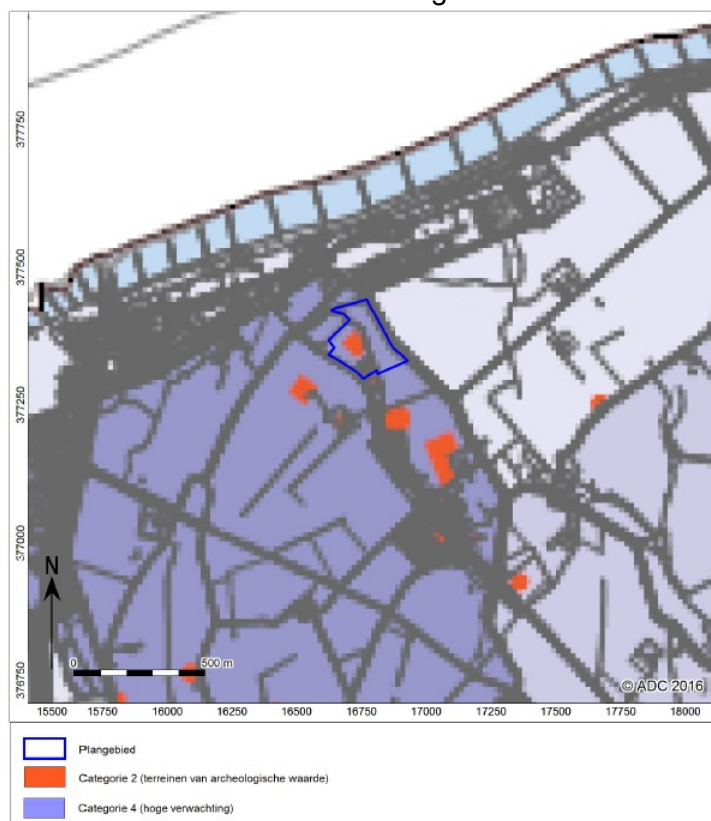 377750
377500
377250
377000
376750
N
0 500 m
© ADC 2016
15500 15750 16000 16250 16500 16750 17000 17250 17500 17750 18000
Plangebied
Categorie 2 (terreinen van archeologische waarde)
Categorie 4 (hoge verwachting)